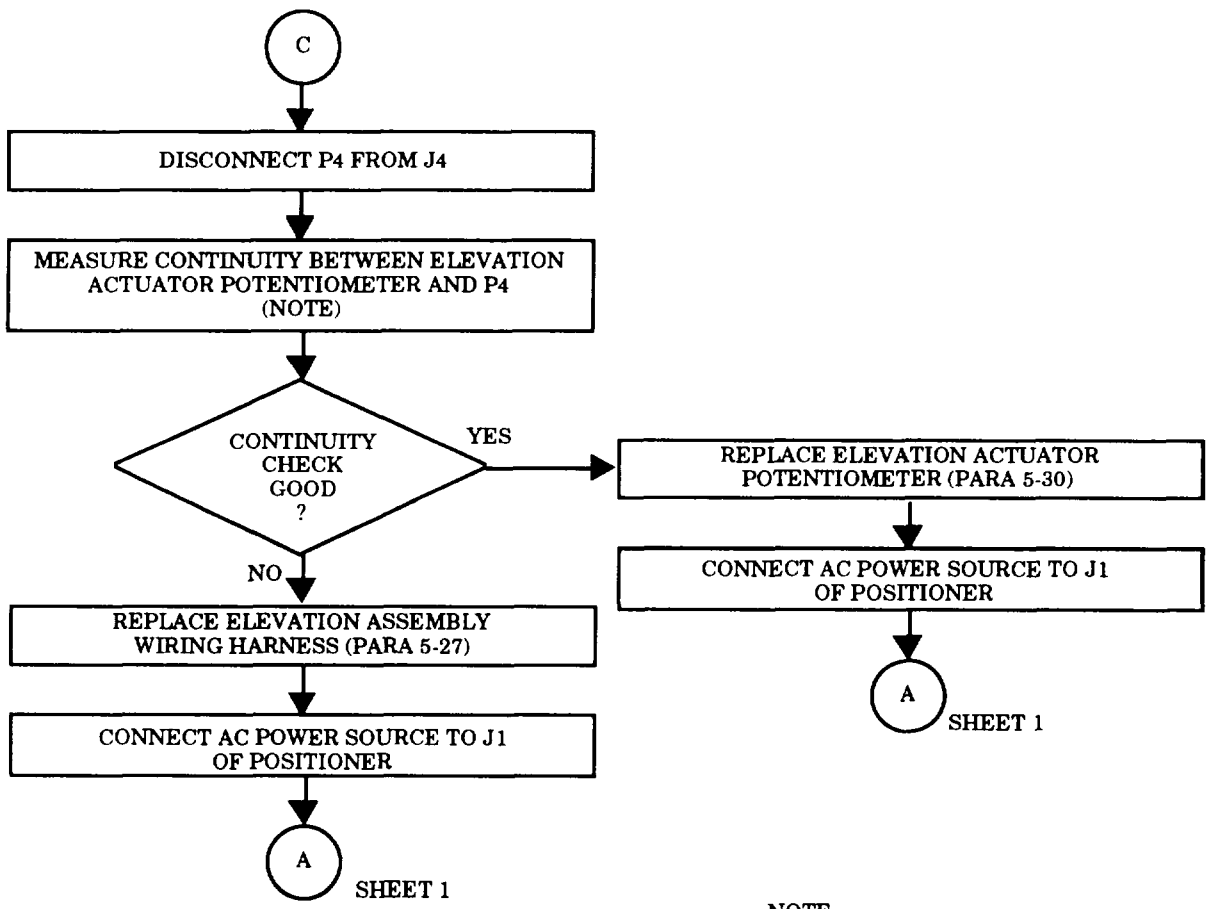 C
DISCONNECT P4 FROM J4
MEASURE CONTINUITY BETWEEN ELEVATION
ACTUATOR POTENTIOMETER AND P4
(NOTE)
CONTINUITY
CHECK
GOOD
?
YES
REPLACE ELEVATION ACTUATOR
POTENTIOMETER (PARA 5-30)
CONNECT AC POWER SOURCE TO J1
OF POSITIONER
A
SHEET 1
NO
REPLACE ELEVATION ASSEMBLY
WIRING HARNESS (PARA 5-27)
CONNECT AC POWER SOURCE TO J1
OF POSITIONER
A
SHEET 1
NOTE